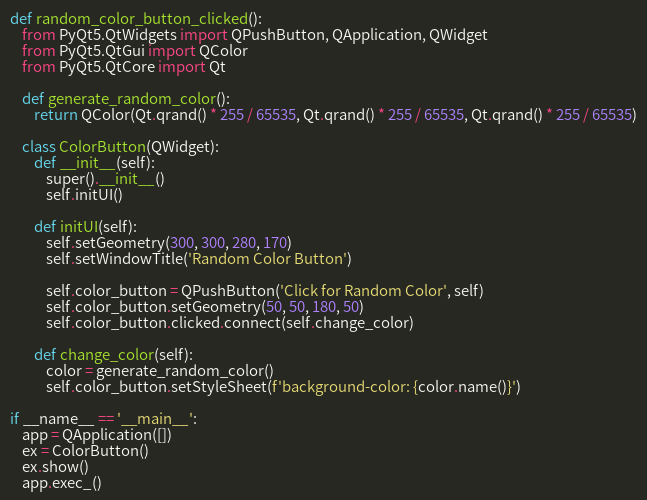 def random_color_button_clicked():
    from PyQt5.QtWidgets import QPushButton, QApplication, QWidget
    from PyQt5.QtGui import QColor
    from PyQt5.QtCore import Qt

    def generate_random_color():
        return QColor(Qt.qrand() * 255 / 65535, Qt.qrand() * 255 / 65535, Qt.qrand() * 255 / 65535)

    class ColorButton(QWidget):
        def __init__(self):
            super().__init__()
            self.initUI()

        def initUI(self):
            self.setGeometry(300, 300, 280, 170)
            self.setWindowTitle('Random Color Button')

            self.color_button = QPushButton('Click for Random Color', self)
            self.color_button.setGeometry(50, 50, 180, 50)
            self.color_button.clicked.connect(self.change_color)

        def change_color(self):
            color = generate_random_color()
            self.color_button.setStyleSheet(f'background-color: {color.name()}')

if __name__ == '__main__':
    app = QApplication([])
    ex = ColorButton()
    ex.show()
    app.exec_()